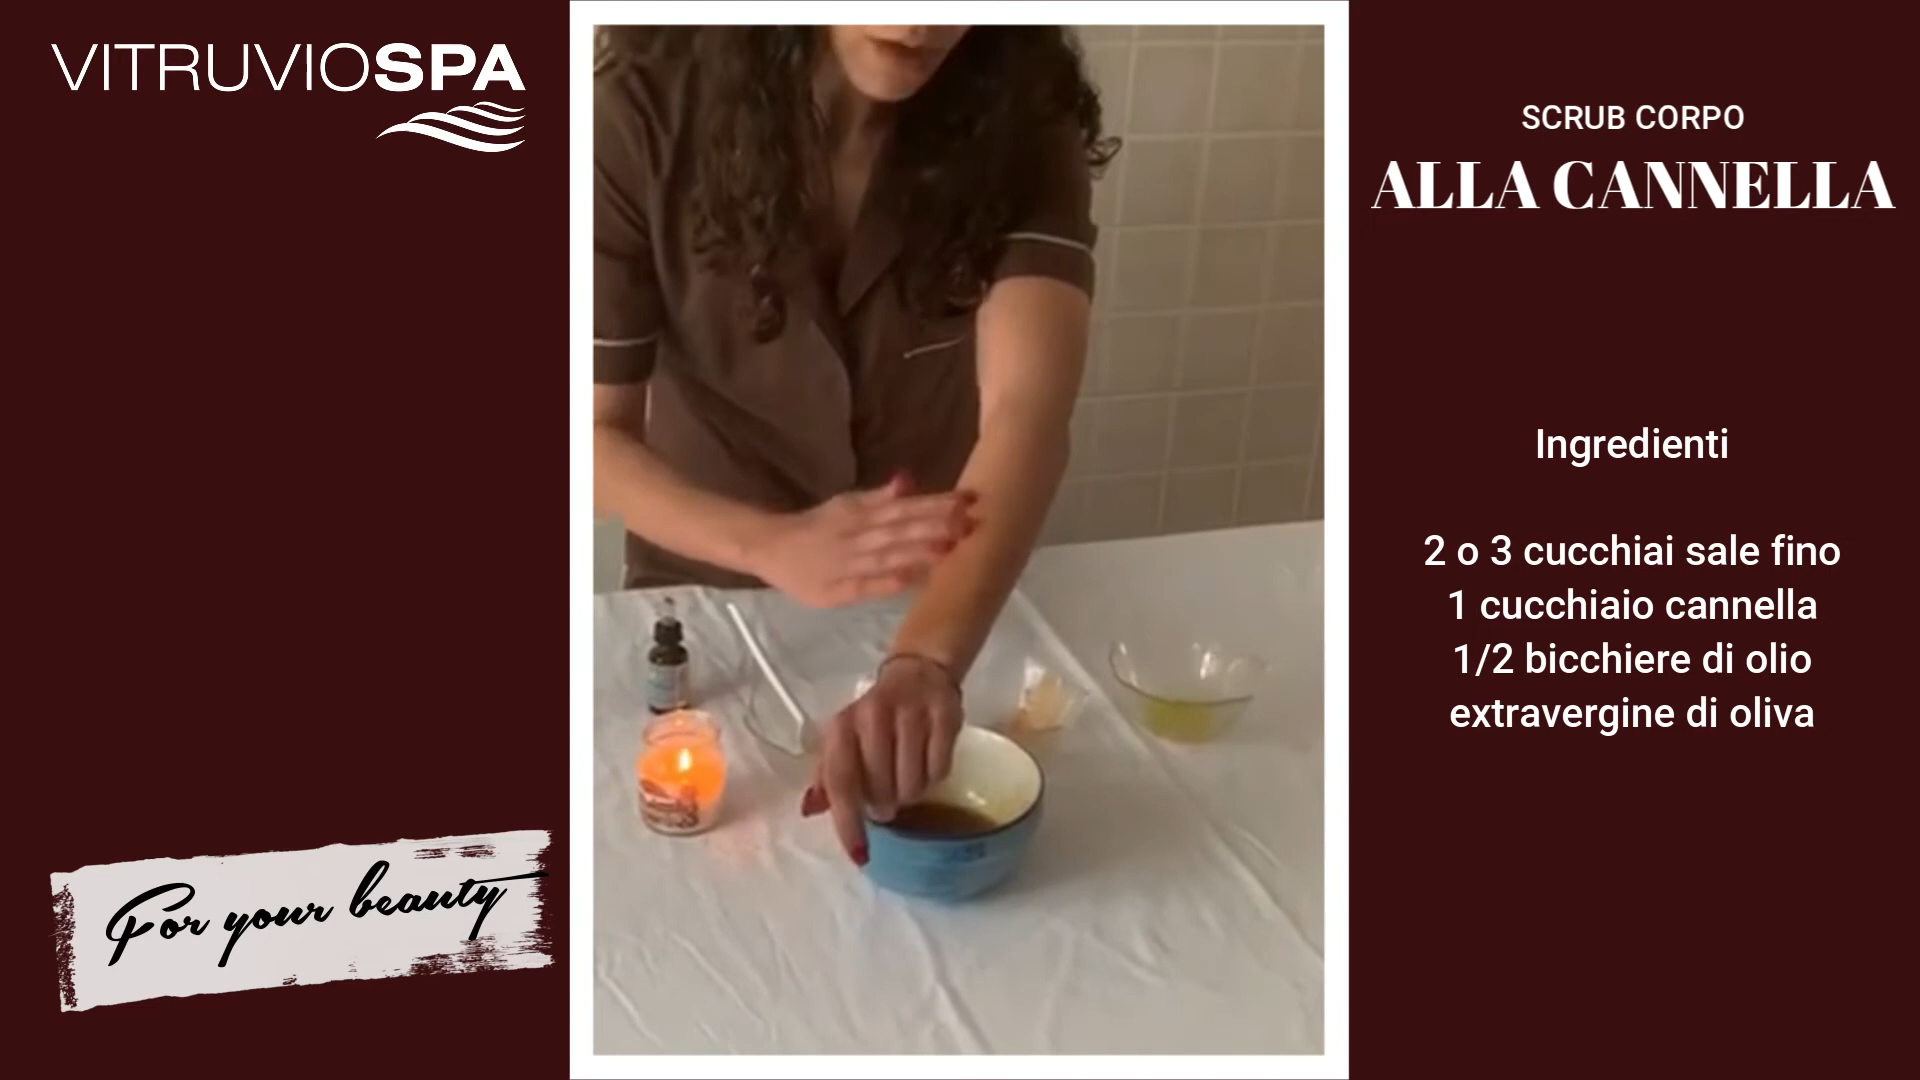 VITRUVIOSPA
SCRUB CORPO
ALLA CANNELLA
Ingredienti
2 o 3 cucchiai sale fino
1 cucchiaio cannella
1/2 bicchiere di olio
extravergine di oliva
For your beauty